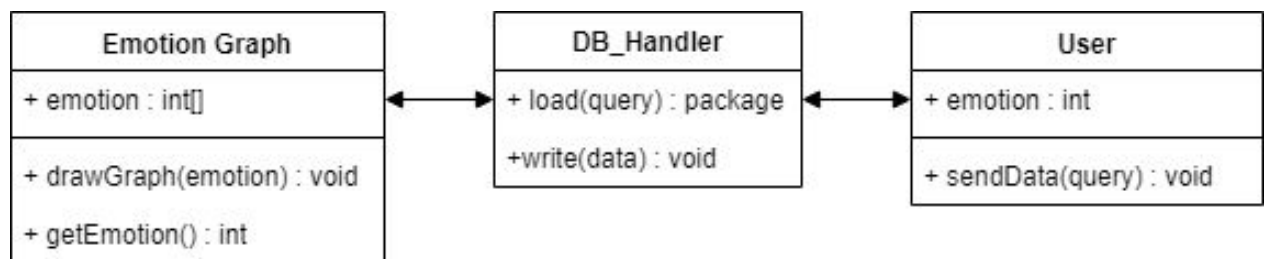 Emotion Graph
+ emotion : int[]
+ drawGraph(emotion) : void
+ getEmotion() : int
DB_Handler
+ load(query) : package
+write(data) : void
User
+ emotion : int
+ sendData(query) : void